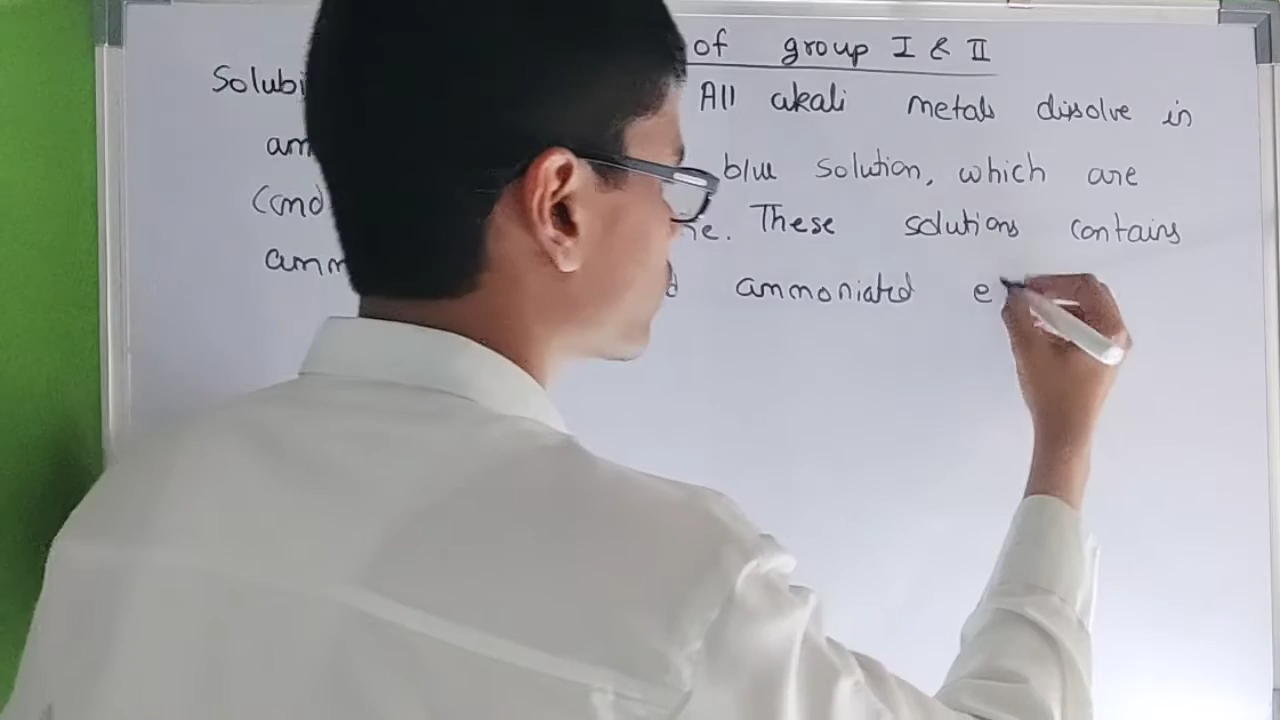 of group I & II
Solubi All akali metals dissolve in
am blue solution, which are
Cond ne. These solutions contains
amm d ammoniated e